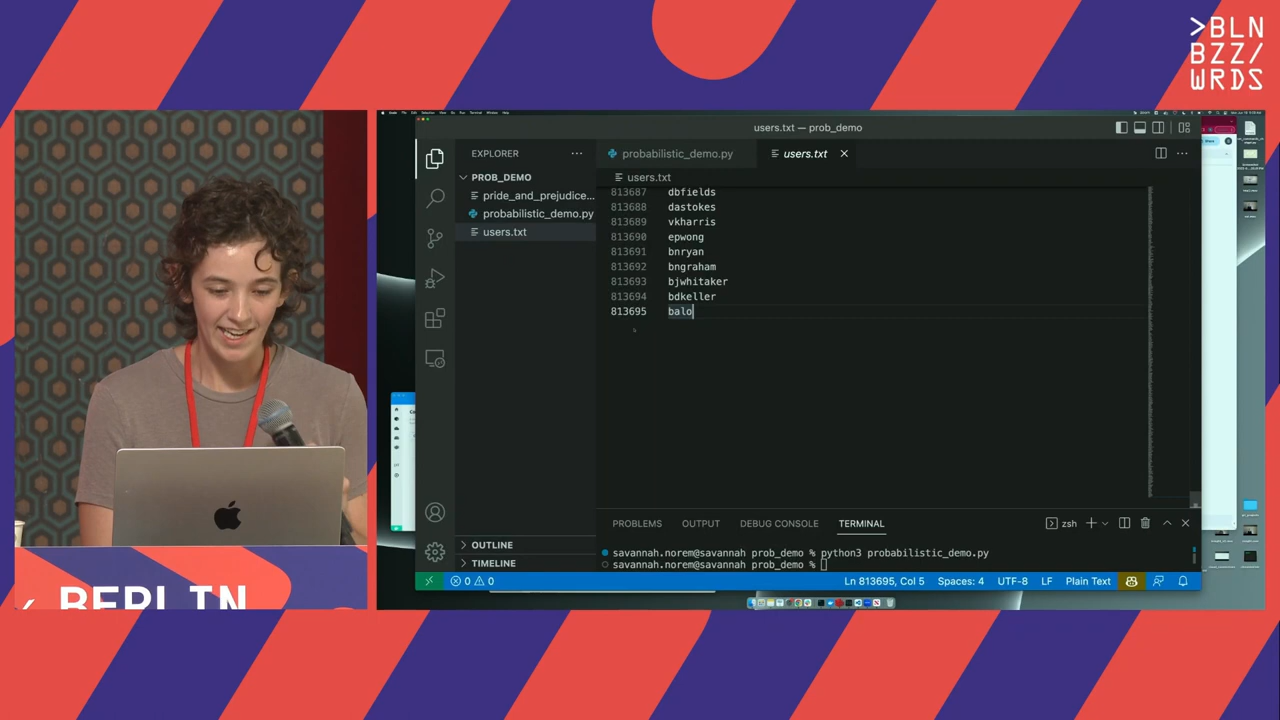 >BLN
BZZ/
WRDS
users.txt — prob_demo
EXPLORER
probabilistic_demo.py
users.txt
PROB_DEMO
users.txt
pride_and_prejudice...
probabilistic_demo.py
users.txt
813687 dbfields
813688 dastokes
813689 vkharris
813690 epwong
813691 bnryan
813692 bngraham
813693 bjwhitaker
813694 bdkeller
813695 balo
OUTLINE
TIMELINE
PROBLEMS OUTPUT DEBUG CONSOLE TERMINAL
zsh
savannah.norem@savannah prob_demo % python3 probabilistic_demo.py
savannah.norem@savannah prob_demo %
0 0
Ln 813695, Col 5 Spaces: 4 UTF-8 LF Plain Text
BERLIN